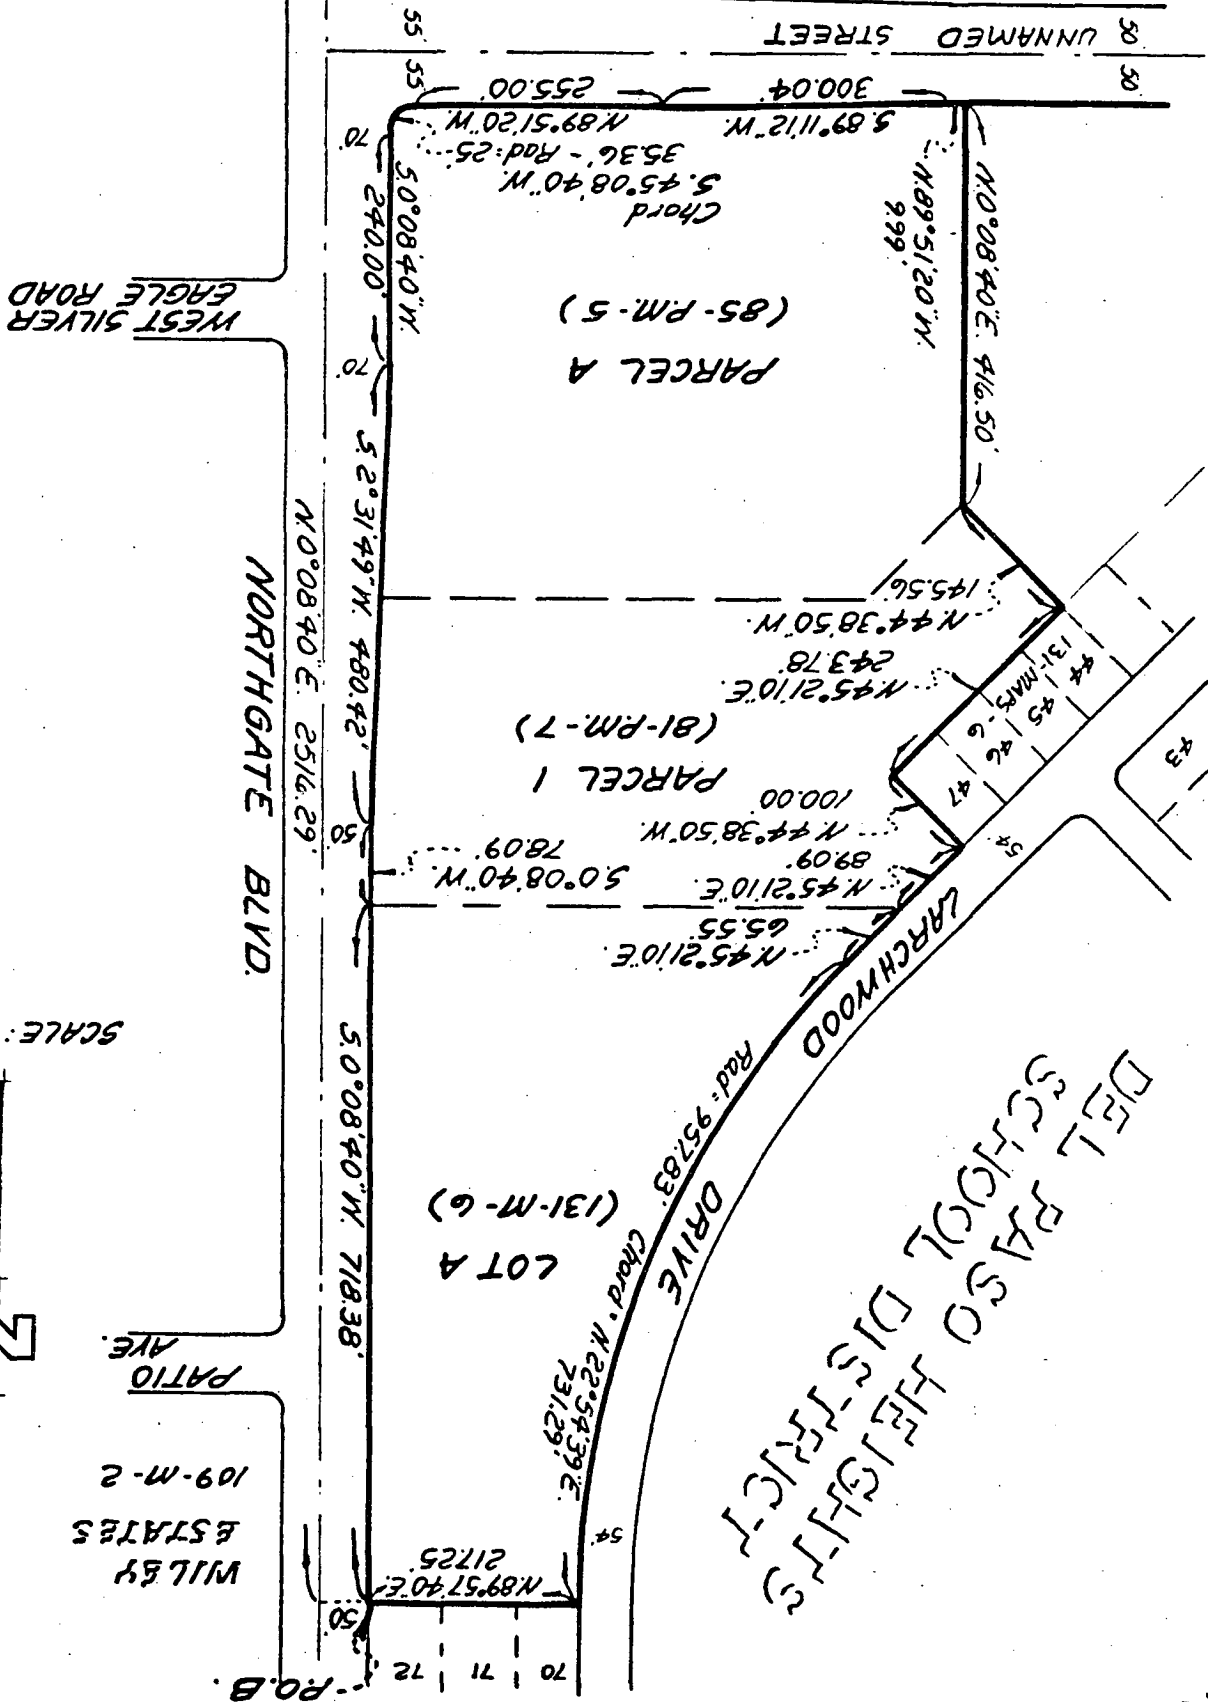 P.O.B.
70
71
72
50'
WILLEY
ESTATES
109-M-2
N.89°57'40"E.
217.25'
54'
PATIO
AVE.
LOT A
(131-M-6)
S.0°08'40"W. 718.38'
Chord = N.22°54'39"E.
731.29'
Rad = 957.83'
LARCHWOOD
DRIVE
DEL PASO HEIGHTS
SCHOOL DISTRICT
SCALE:
N.45°21'10"E.
65.55'
N.45°21'10"E.
89.09'
N.44°38'50"W.
100.00'
S.0°08'40"W.
78.09'
50'
54'
NORTHGATE BLVD.
N.0°08'40"E. 2516.29'
PARCEL 1
(81-P.M.-7)
43
47
46
45
44
131-MAPS-6
N.45°21'10"E.
243.78'
N.44°38'50"W.
145.56'
S.2°31'49"W. 480.42'
70'
PARCEL A
(85-P.M.-5)
WEST SILVER
EAGLE ROAD
N.0°08'40"E. 416.50'
N.89°51'20"W.
9.99'
S.0°08'40"W.
240.00'
70'
Chord
S.45°08'40"W.
35.36' - Rad=25'
S.89°11'12"W.
300.04'
N.89°51'20"W.
255.00'
UNNAMED STREET
50
50
55'
55'